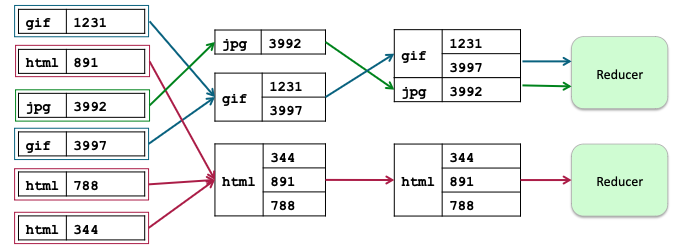 gif 1231
html 891
jpg 3992
gif 3997
html 788
html 344
jpg 3992
gif 1231
3997
html 344
891
788
gif 1231
3997
jpg 3992
html 344
891
788
Reducer
Reducer